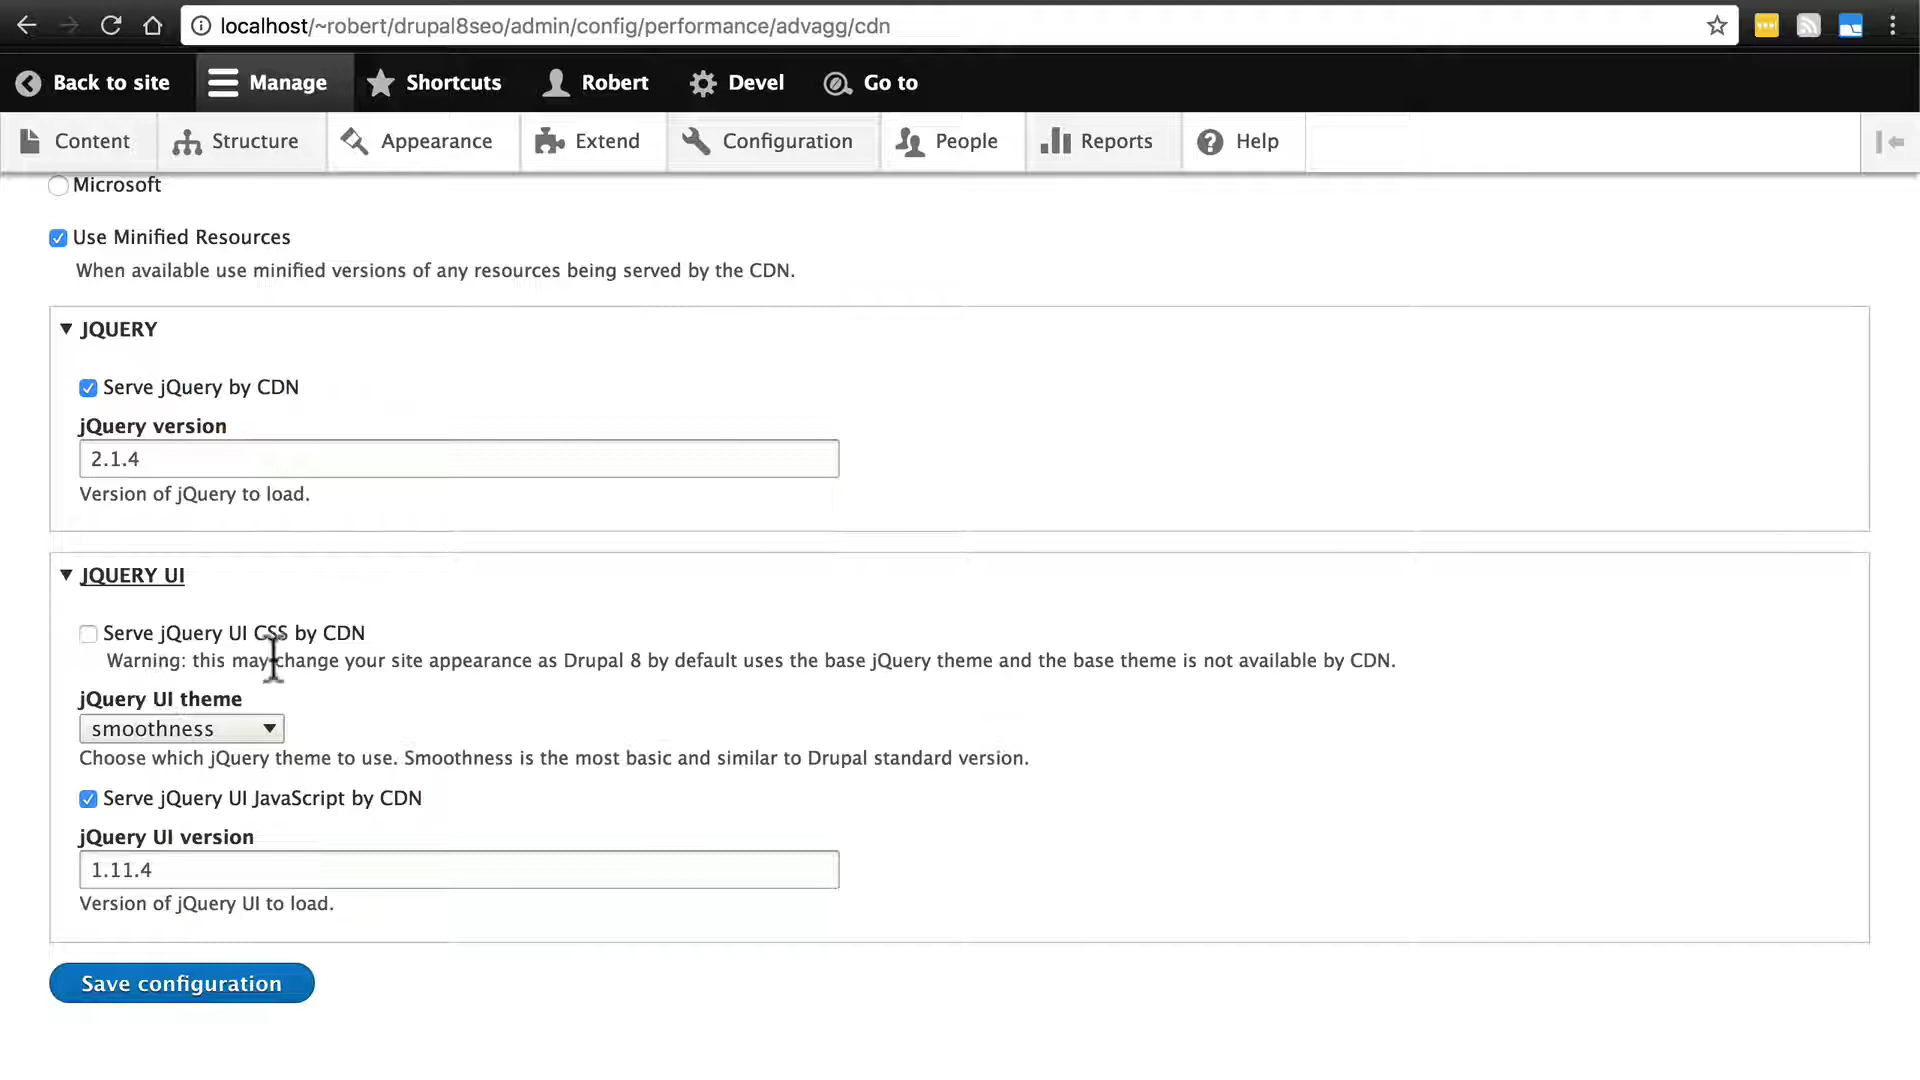 localhost/~robert/drupal8seo/admin/config/performance/advagg/cdn
Back to site Manage Shortcuts Robert Devel Go to
Content Structure Appearance Extend Configuration People Reports Help
Microsoft
Use Minified Resources
When available use minified versions of any resources being served by the CDN.
JQUERY
Serve jQuery by CDN
jQuery version
2.1.4
Version of jQuery to load.
JQUERY UI
Serve jQuery UI CSS by CDN
Warning: this may change your site appearance as Drupal 8 by default uses the base jQuery theme and the base theme is not available by CDN.
jQuery UI theme
smoothness
Choose which jQuery theme to use. Smoothness is the most basic and similar to Drupal standard version.
Serve jQuery UI JavaScript by CDN
jQuery UI version
1.11.4
Version of jQuery UI to load.
Save configuration